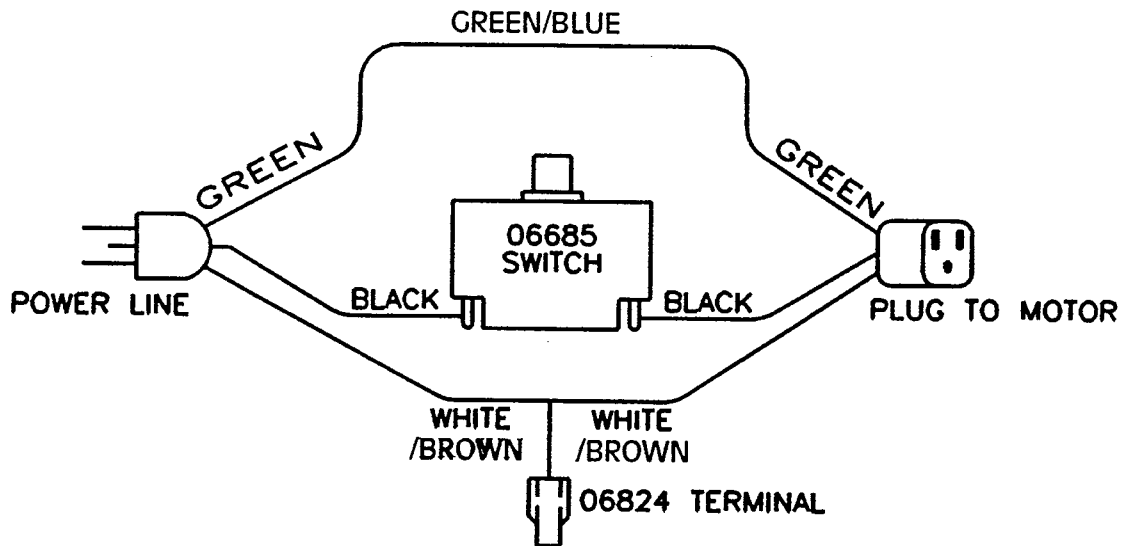 GREEN/BLUE
GREEN
GREEN
06685
SWITCH
POWER LINE
BLACK
BLACK
PLUG TO MOTOR
WHITE
/BROWN
WHITE
/BROWN
06824 TERMINAL